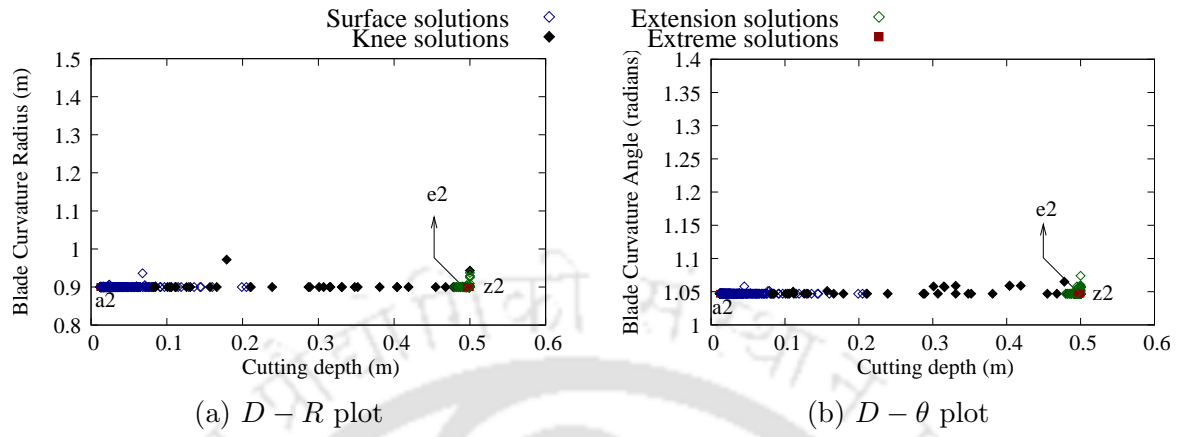 Surface solutions
Knee solutions
Extension solutions
Extreme solutions
Blade Curvature Radius (m)
1.5
1.4
1.3
1.2
1.1
1
0.9
0.8
e2
a2
z2
0 0.1 0.2 0.3 0.4 0.5 0.6
Cutting depth (m)
(a) D − R plot
Blade Curvature Angle (radians)
1.4
1.35
1.3
1.25
1.2
1.15
1.1
1.05
1
e2
a2
z2
0 0.1 0.2 0.3 0.4 0.5 0.6
Cutting depth (m)
(b) D − θ plot